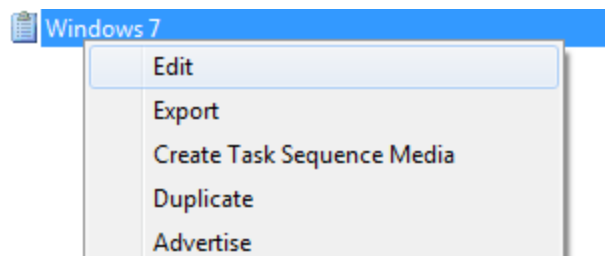 Windows 7
Edit
Export
Create Task Sequence Media
Duplicate
Advertise